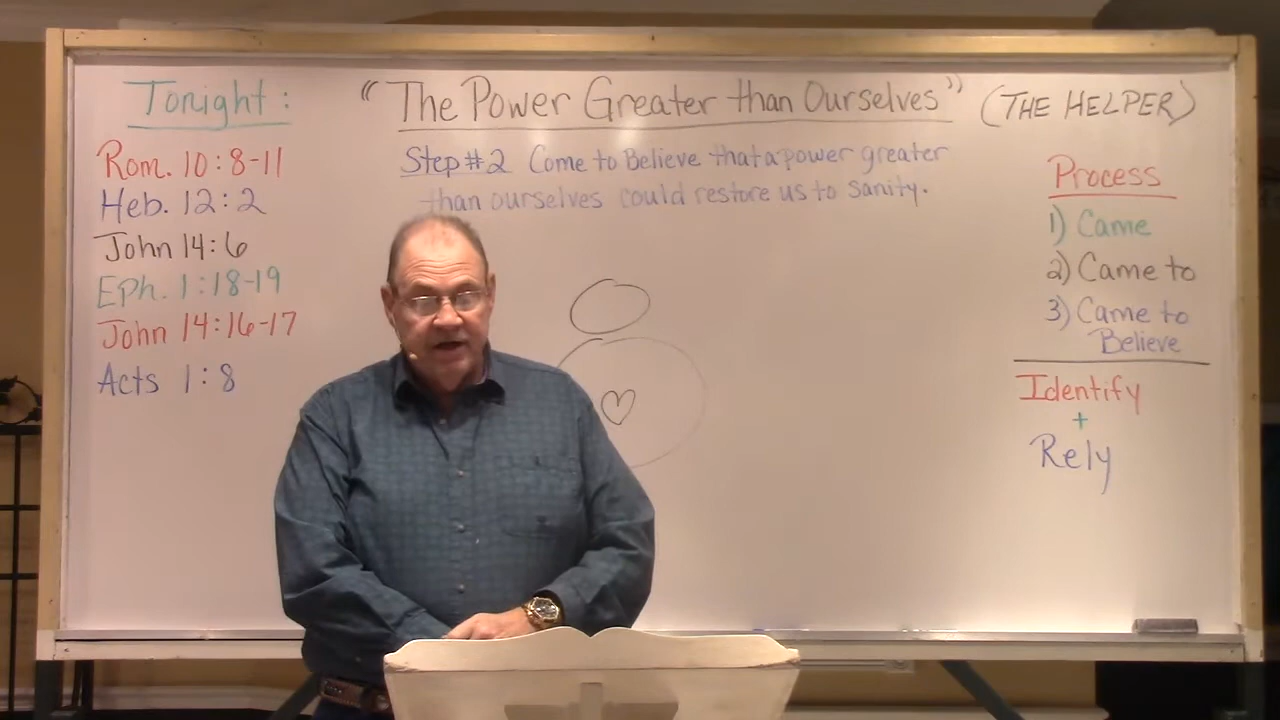 Tonight:
Rom. 10:8-11
Heb. 12:2
John 14:6
Eph. 1:18-19
John 14:16-17
Acts 1:8
"The Power Greater than Ourselves" (THE HELPER)
Step #2 Come to Believe that a power greater
than ourselves could restore us to sanity.
Process
1) Came
2) Came to
3) Came to
Believe
Identify
+
Rely